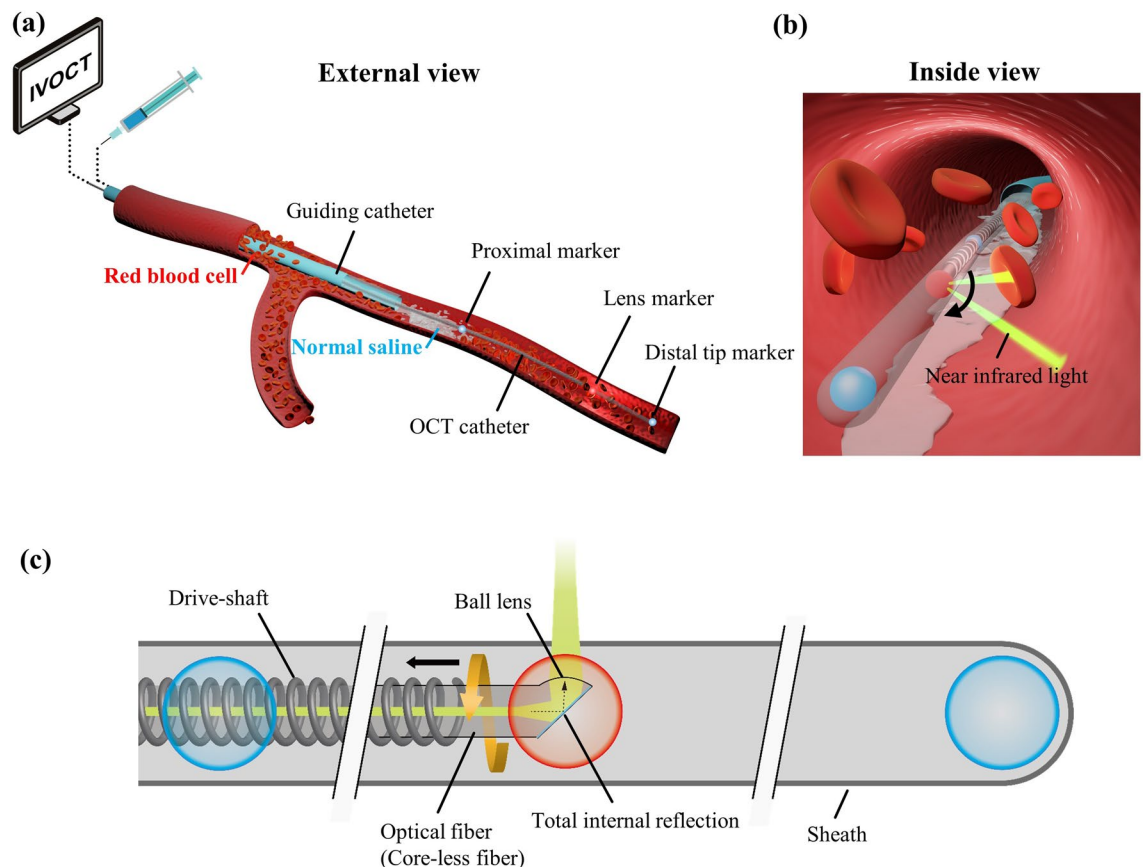 (a)
IVOCT
External view
Guiding catheter
Red blood cell
Proximal marker
Lens marker
Normal saline
Distal tip marker
OCT catheter
(b)
Inside view
Near infrared light
(c)
Drive-shaft
Ball lens
Optical fiber
(Core-less fiber)
Total internal reflection
Sheath